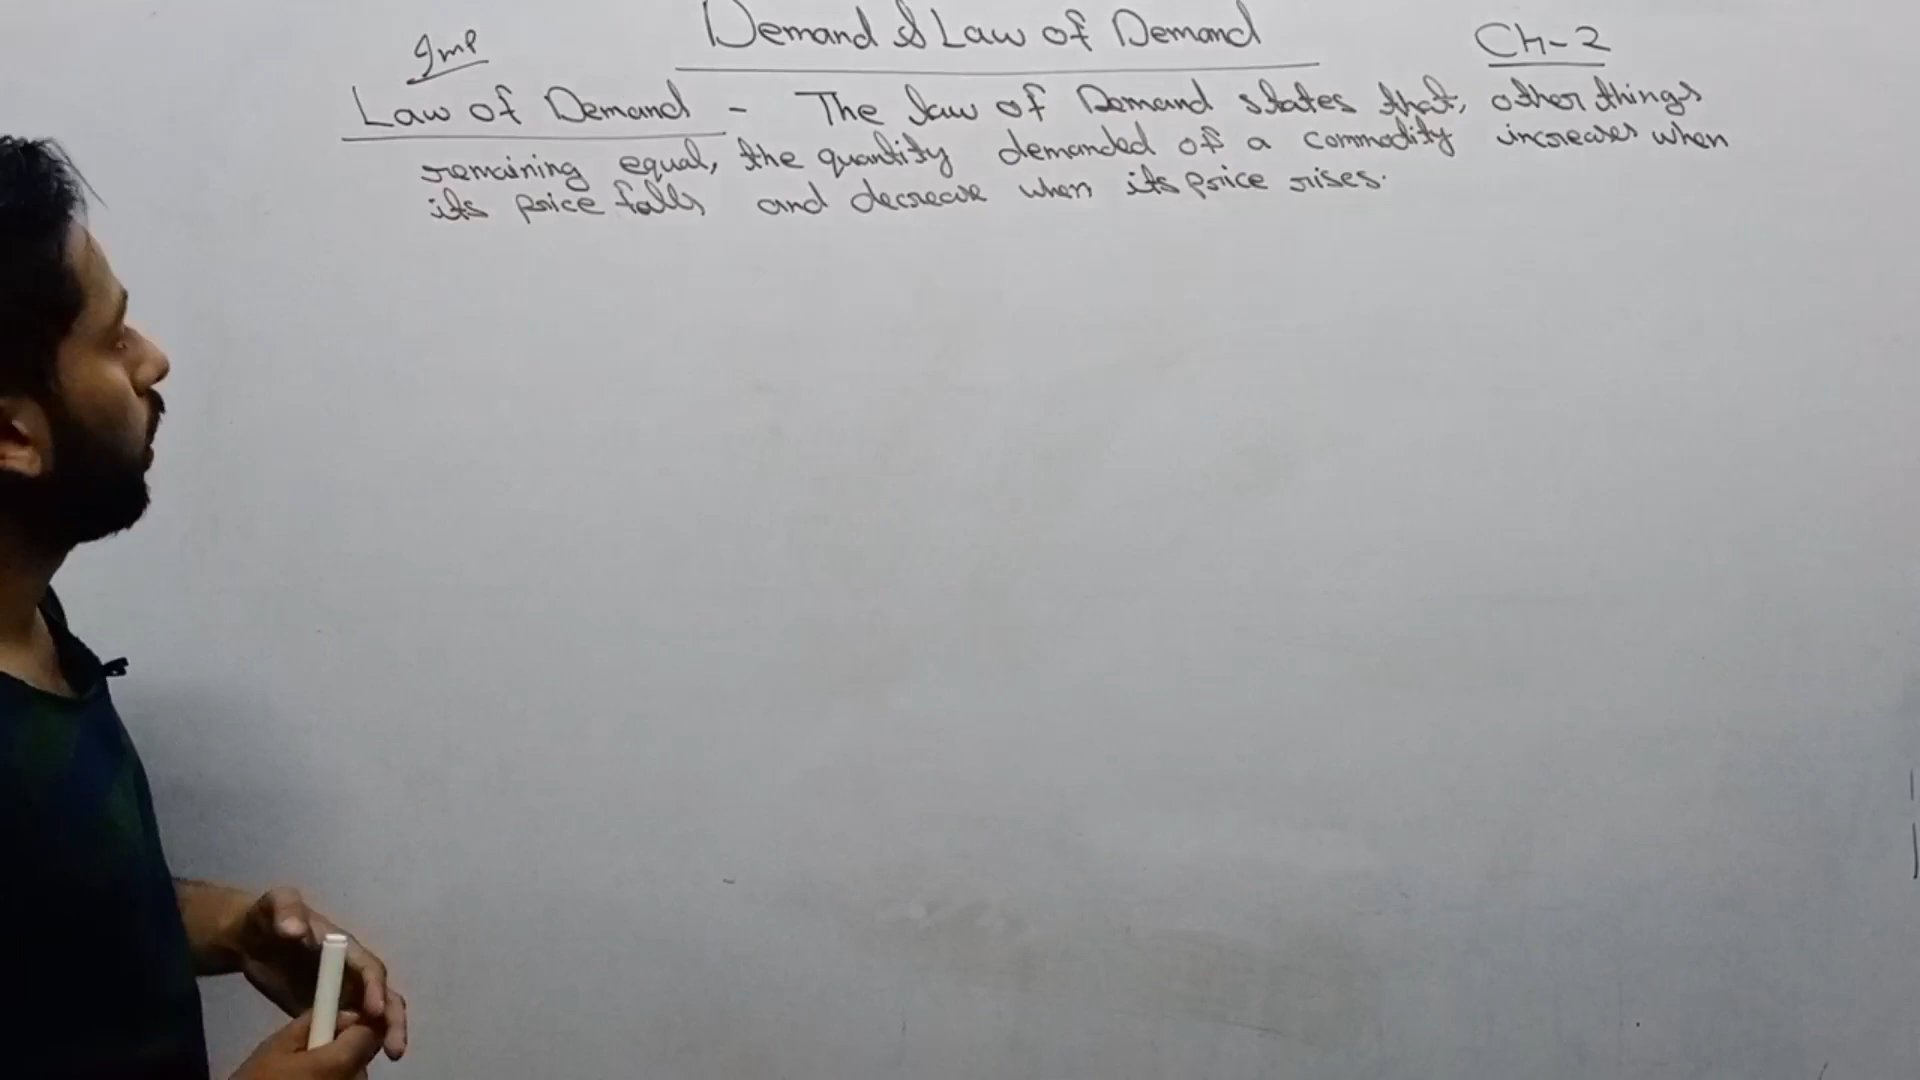 Demand & Law of Demand
Ch-2
Imp
Law of Demand - The law of Demand states that, other things
remaining equal, the quantity demanded of a commodity increases when
its price falls and decrease when its price rises.